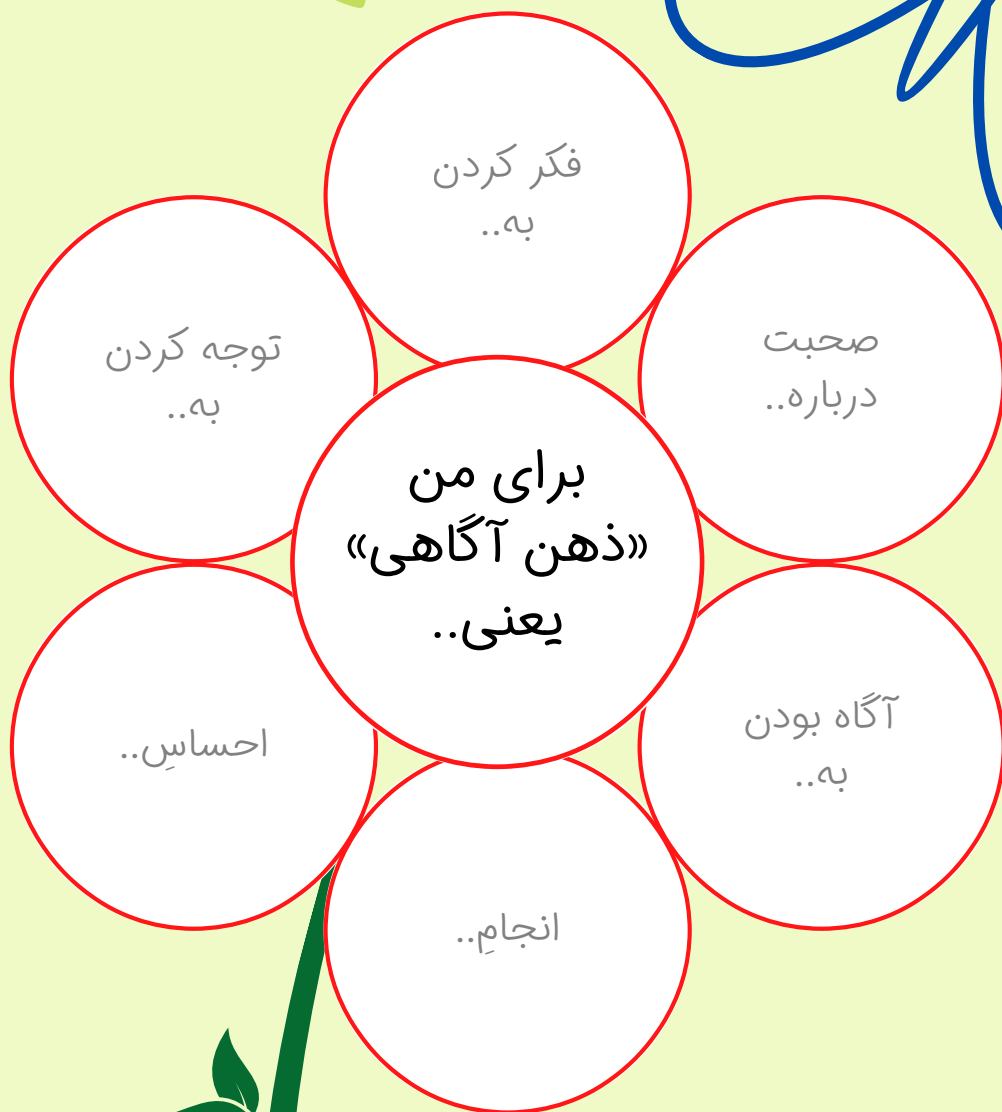 فکر کردن
به..
صحبت
درباره..
توجه کردن
به..
برای من
«ذهن آگاهی»
یعنی..
آگاه بودن
به..
احساسِ..
انجامِ..